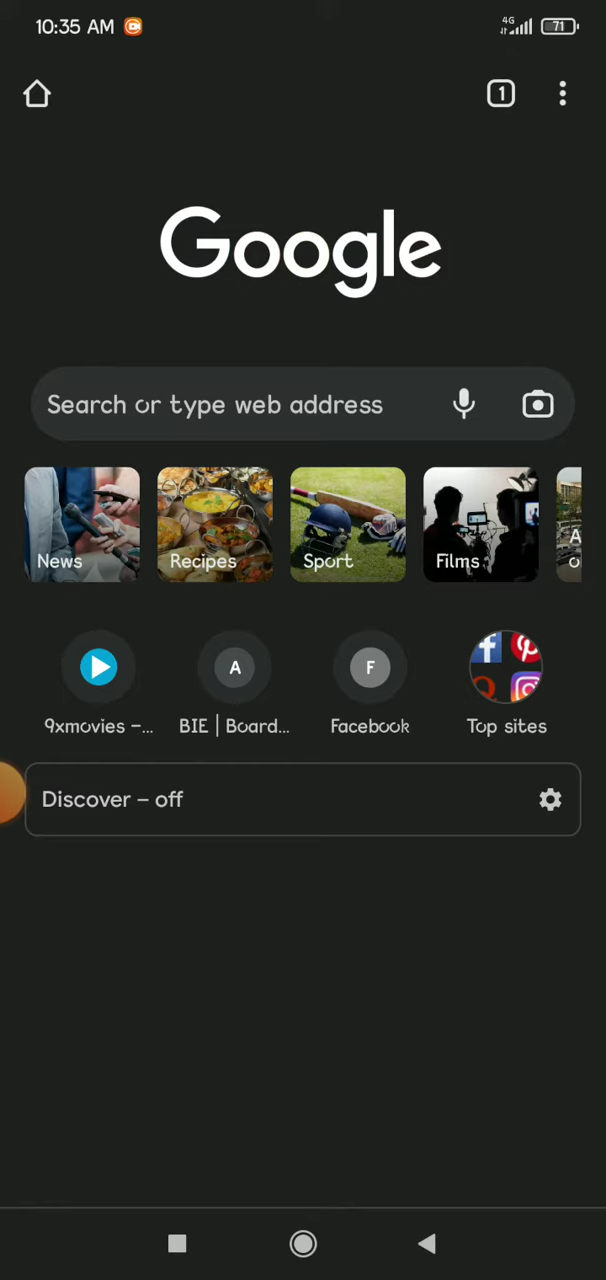 10:35 AM
4G
71
1
Google
Search or type web address
News
Recipes
Sport
Films
A
o
A
F
9xmovies –...
BIE | Board...
Facebook
Top sites
Discover – off